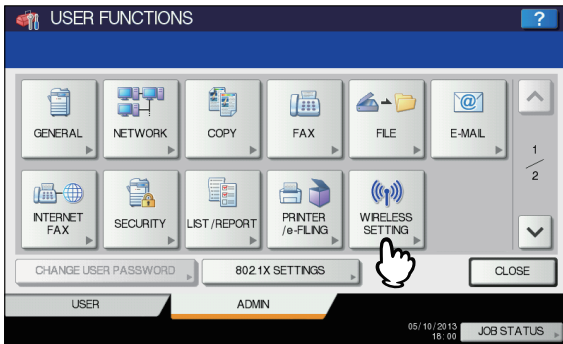 USER FUNCTIONS
?
GENERAL
NETWORK
COPY
FAX
FILE
E-MAIL
1
2
INTERNET
FAX
SECURITY
LIST/REPORT
PRINTER
/e-FILING
WIRELESS
SETTING
CHANGE USER PASSWORD
802.1X SETTINGS
CLOSE
USER
ADMIN
05/10/2013
18:00
JOB STATUS